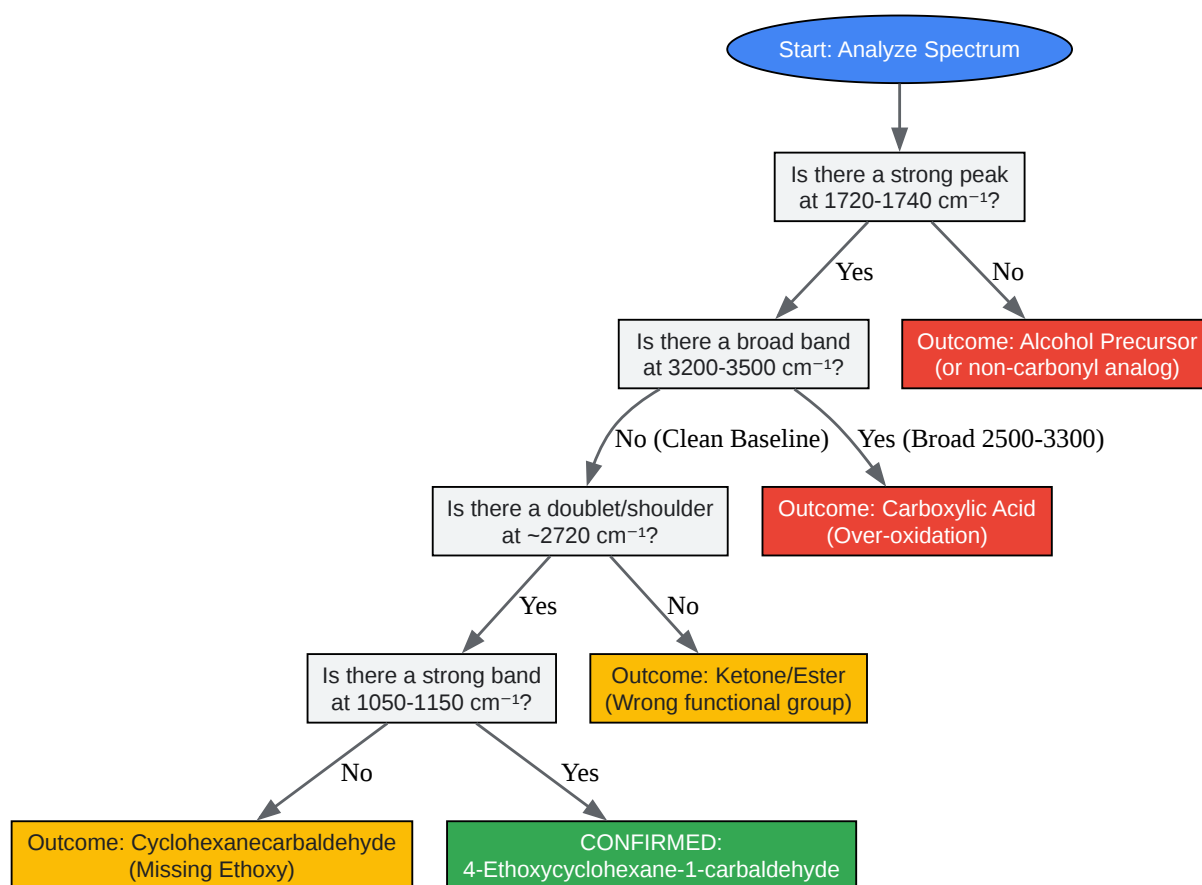 Start: Analyze Spectrum
Is there a strong peak
at 1720-1740 cm⁻¹?
Yes
No
Is there a broad band
at 3200-3500 cm⁻¹?
Outcome: Alcohol Precursor
(or non-carbonyl analog)
No (Clean Baseline)
Yes (Broad 2500-3300)
Is there a doublet/shoulder
at ~2720 cm⁻¹?
Outcome: Carboxylic Acid
(Over-oxidation)
Yes
No
Is there a strong band
at 1050-1150 cm⁻¹?
Outcome: Ketone/Ester
(Wrong functional group)
No
Yes
Outcome: Cyclohexanecarbaldehyde
(Missing Ethoxy)
CONFIRMED:
4-Ethoxycyclohexane-1-carbaldehyde